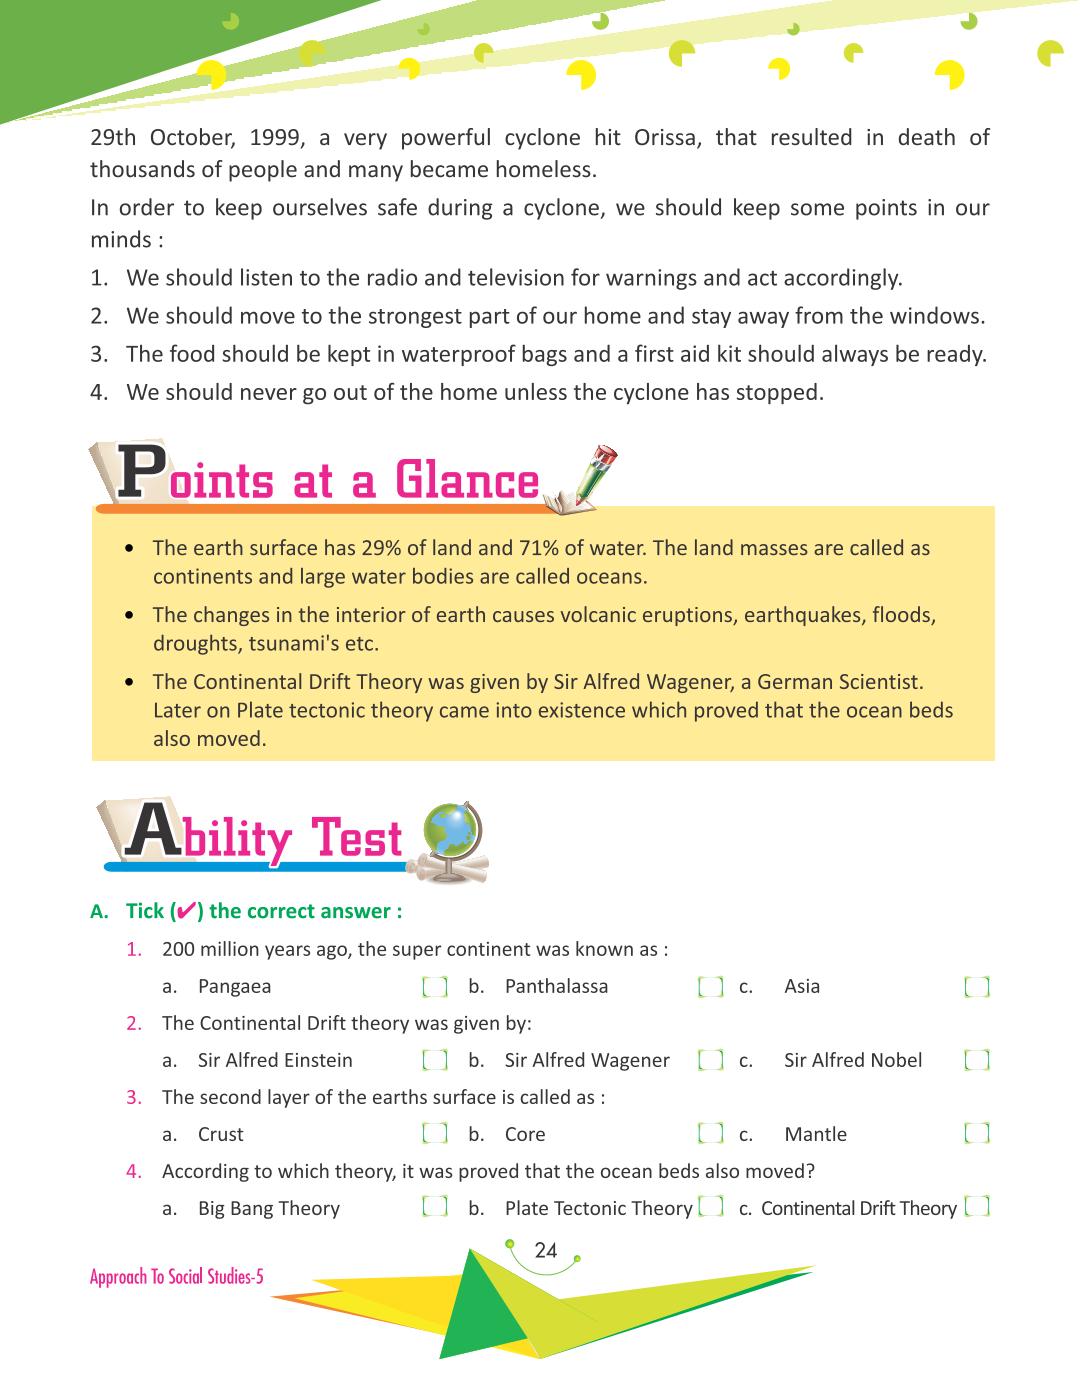 29th October, 1999, a very powerful cyclone hit Orissa, that resulted in death of
thousands of people and many became homeless.
In order to keep ourselves safe during a cyclone, we should keep some points in our
minds :
1. We should listen to the radio and television for warnings and act accordingly.
2. We should move to the strongest part of our home and stay away from the windows.
3. The food should be kept in waterproof bags and a first aid kit should always be ready.
4. We should never go out of the home unless the cyclone has stopped.
Points at a Glance
• The earth surface has 29% of land and 71% of water. The land masses are called as
continents and large water bodies are called oceans.
• The changes in the interior of earth causes volcanic eruptions, earthquakes, floods,
droughts, tsunami's etc.
• The Continental Drift Theory was given by Sir Alfred Wagener, a German Scientist.
Later on Plate tectonic theory came into existence which proved that the ocean beds
also moved.
Ability Test
A. Tick (✔) the correct answer :
1. 200 million years ago, the super continent was known as :
a. Pangaea b. Panthalassa c. Asia
2. The Continental Drift theory was given by:
a. Sir Alfred Einstein b. Sir Alfred Wagener c. Sir Alfred Nobel
3. The second layer of the earths surface is called as :
a. Crust b. Core c. Mantle
4. According to which theory, it was proved that the ocean beds also moved?
a. Big Bang Theory b. Plate Tectonic Theory c. Continental Drift Theory
24
Approach To Social Studies-5